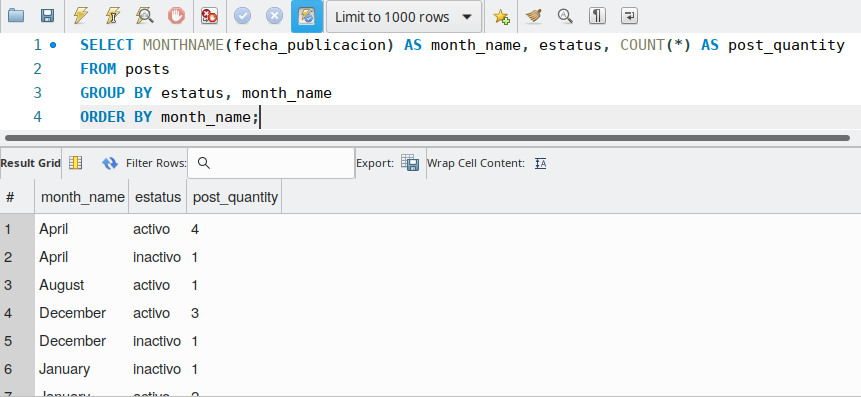 Limit to 1000 rows
1 SELECT MONTHNAME(fecha_publicacion) AS month_name, estatus, COUNT(*) AS post_quantity
2 FROM posts
3 GROUP BY estatus, month_name
4 ORDER BY month_name;
Result Grid Filter Rows: Export: Wrap Cell Content:
# month_name estatus post_quantity
1 April activo 4
2 April inactivo 1
3 August activo 1
4 December activo 3
5 December inactivo 1
6 January inactivo 1
7 January activo